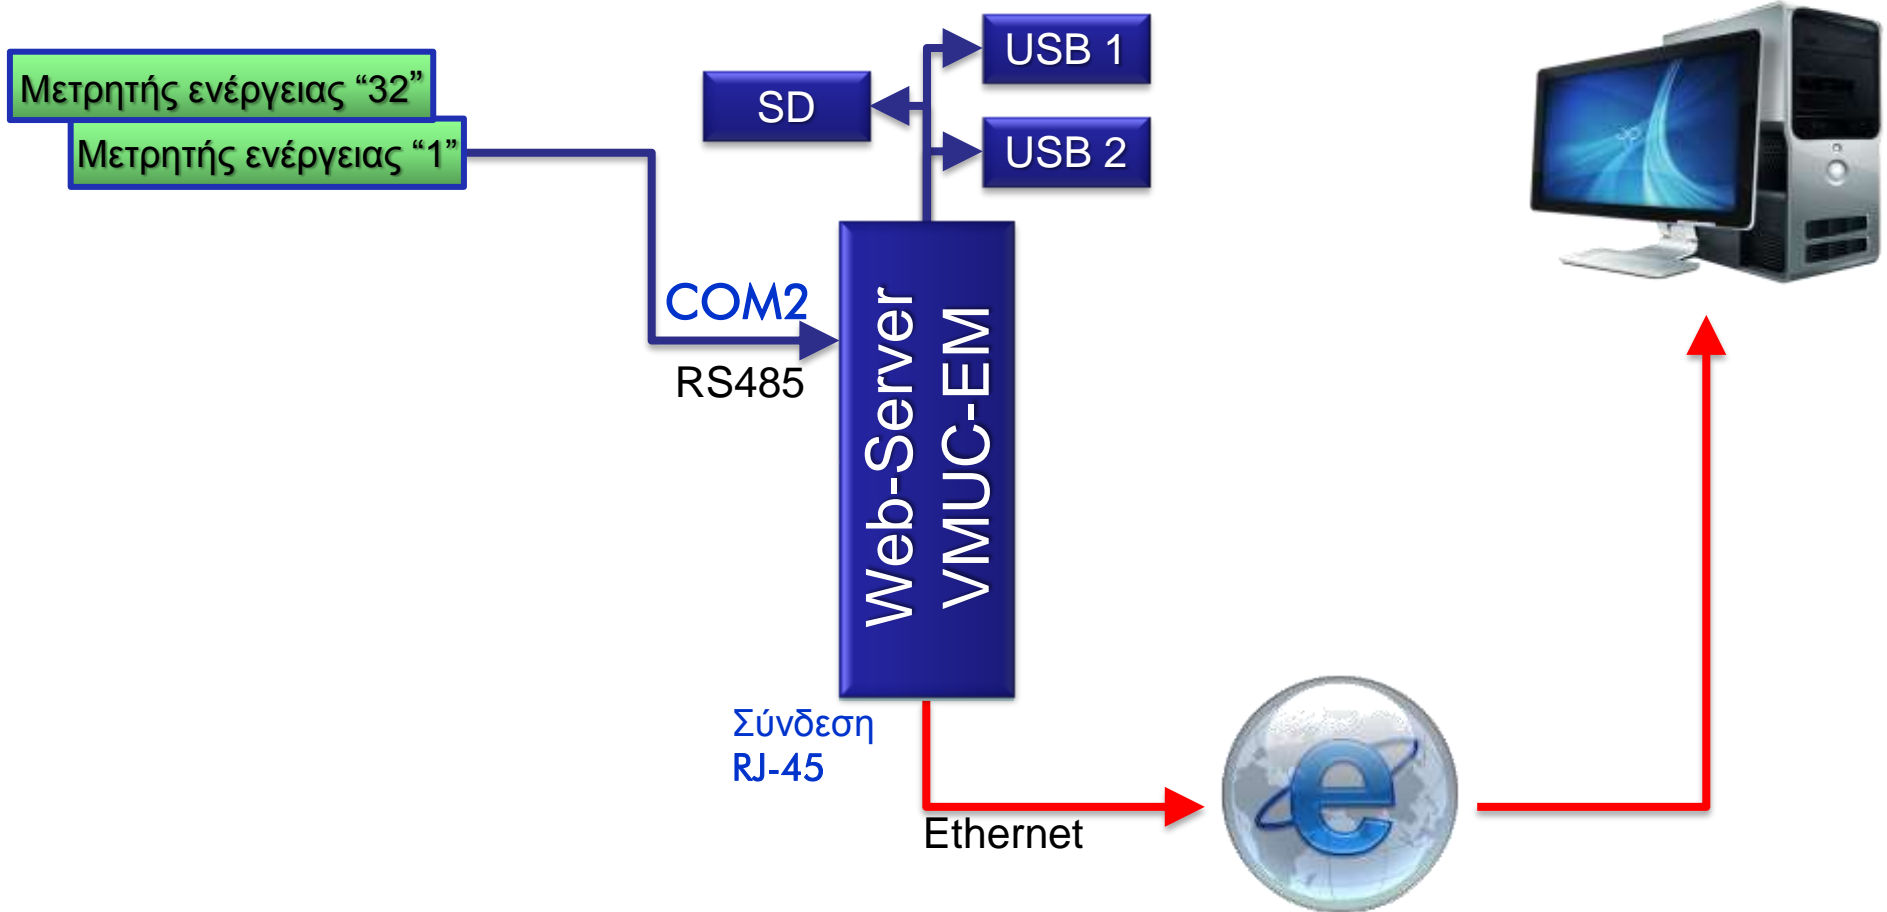 Μετρητής ενέργειας “32”
Μετρητής ενέργειας “1”
USB 1
SD
USB 2
COM2
RS485
Web-Server
VMUC-EM
Σύνδεση
RJ-45
Ethernet
e